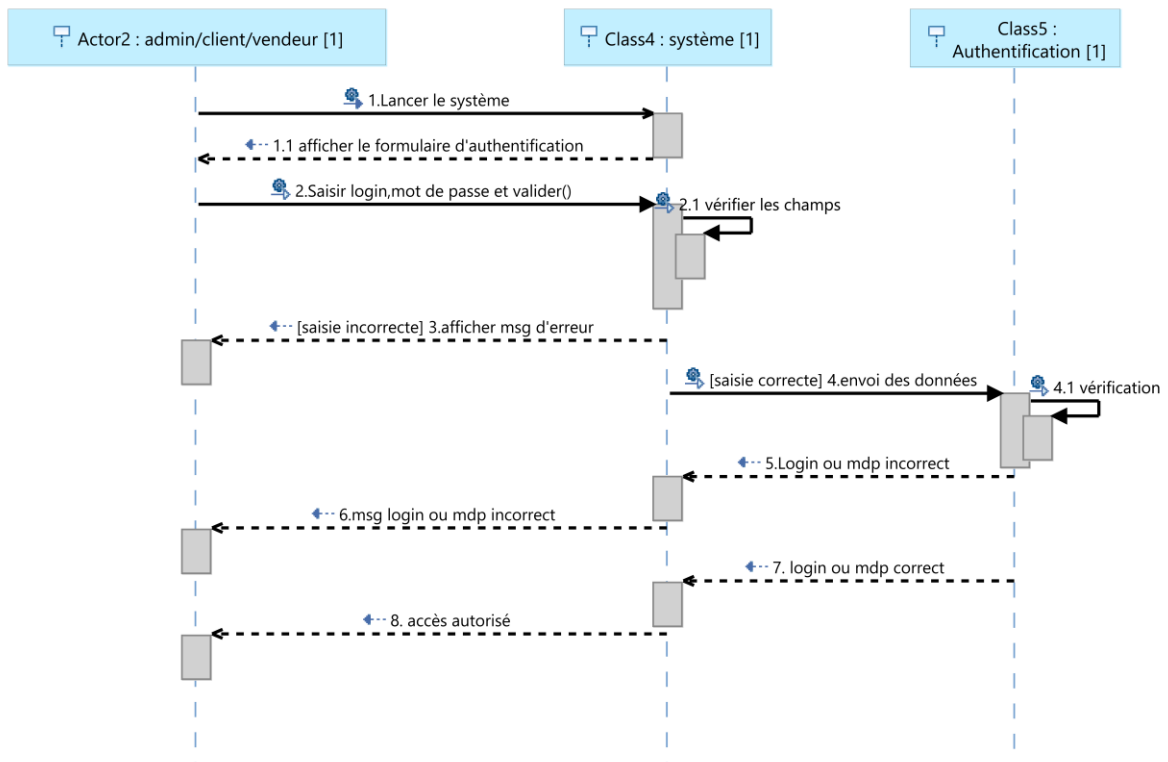 Actor2 : admin/client/vendeur [1]
Class4 : système [1]
Class5 :
Authentification [1]
1.Lancer le système
1.1 afficher le formulaire d'authentification
2.Saisir login,mot de passe et valider()
2.1 vérifier les champs
[saisie incorrecte] 3.afficher msg d'erreur
[saisie correcte] 4.envoi des données
4.1 vérification
5.Login ou mdp incorrect
6.msg login ou mdp incorrect
7. login ou mdp correct
8. accès autorisé